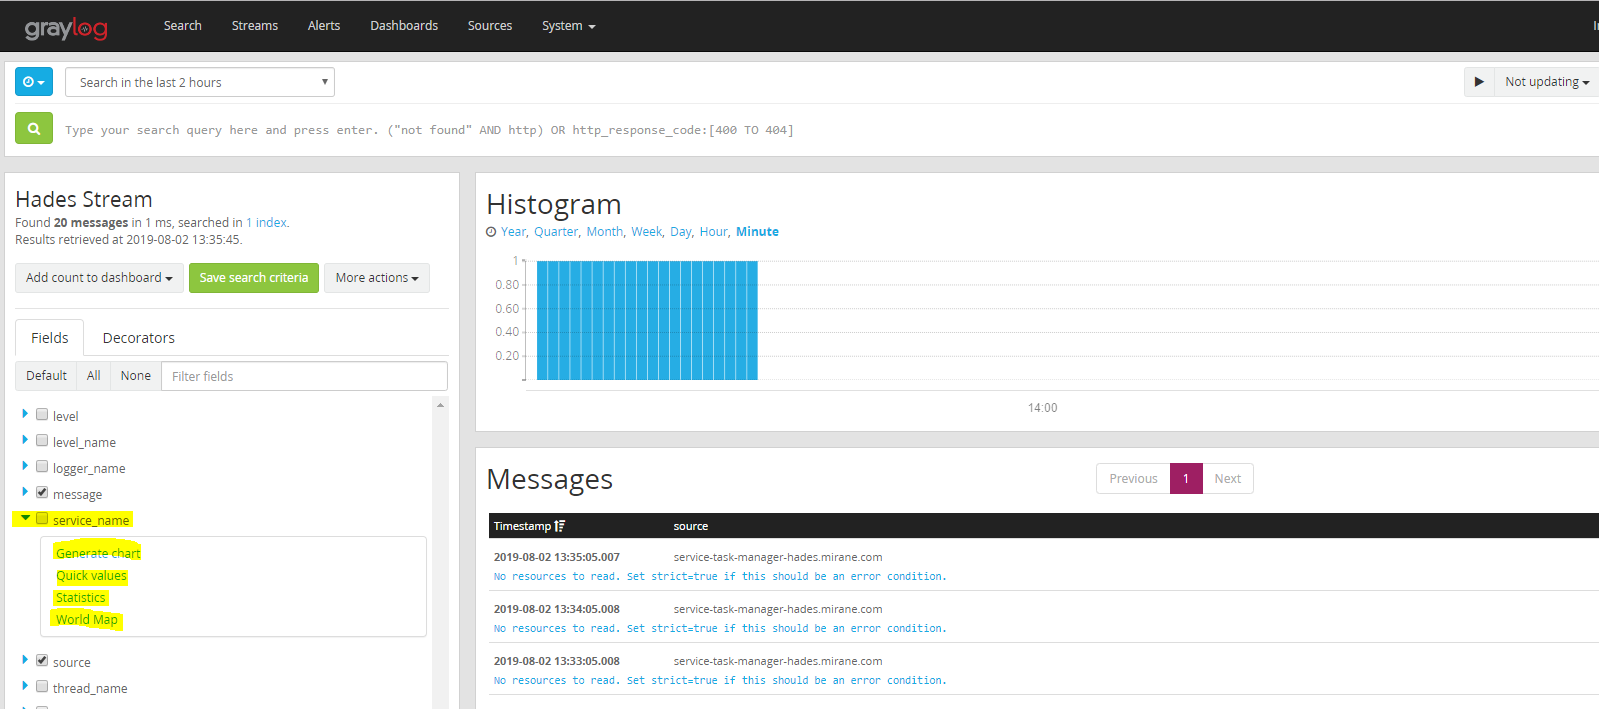 graylog Search Streams Alerts Dashboards Sources System
Search in the last 2 hours Not updating
Type your search query here and press enter. ("not found" AND http) OR http_response_code:[400 TO 404]
Hades Stream
Found 20 messages in 1 ms, searched in 1 index.
Results retrieved at 2019-08-02 13:35:45.
Add count to dashboard Save search criteria More actions
Fields Decorators
Default All None Filter fields
level
level_name
logger_name
message
service_name
Generate chart
Quick values
Statistics
World Map
source
thread_name
Histogram
Year, Quarter, Month, Week, Day, Hour, Minute
1
0.80
0.60
0.40
0.20
14:00
Messages
Previous 1 Next
Timestamp source
2019-08-02 13:35:05.007 service-task-manager-hades.mirane.com
No resources to read. Set strict=true if this should be an error condition.
2019-08-02 13:34:05.008 service-task-manager-hades.mirane.com
No resources to read. Set strict=true if this should be an error condition.
2019-08-02 13:33:05.008 service-task-manager-hades.mirane.com
No resources to read. Set strict=true if this should be an error condition.